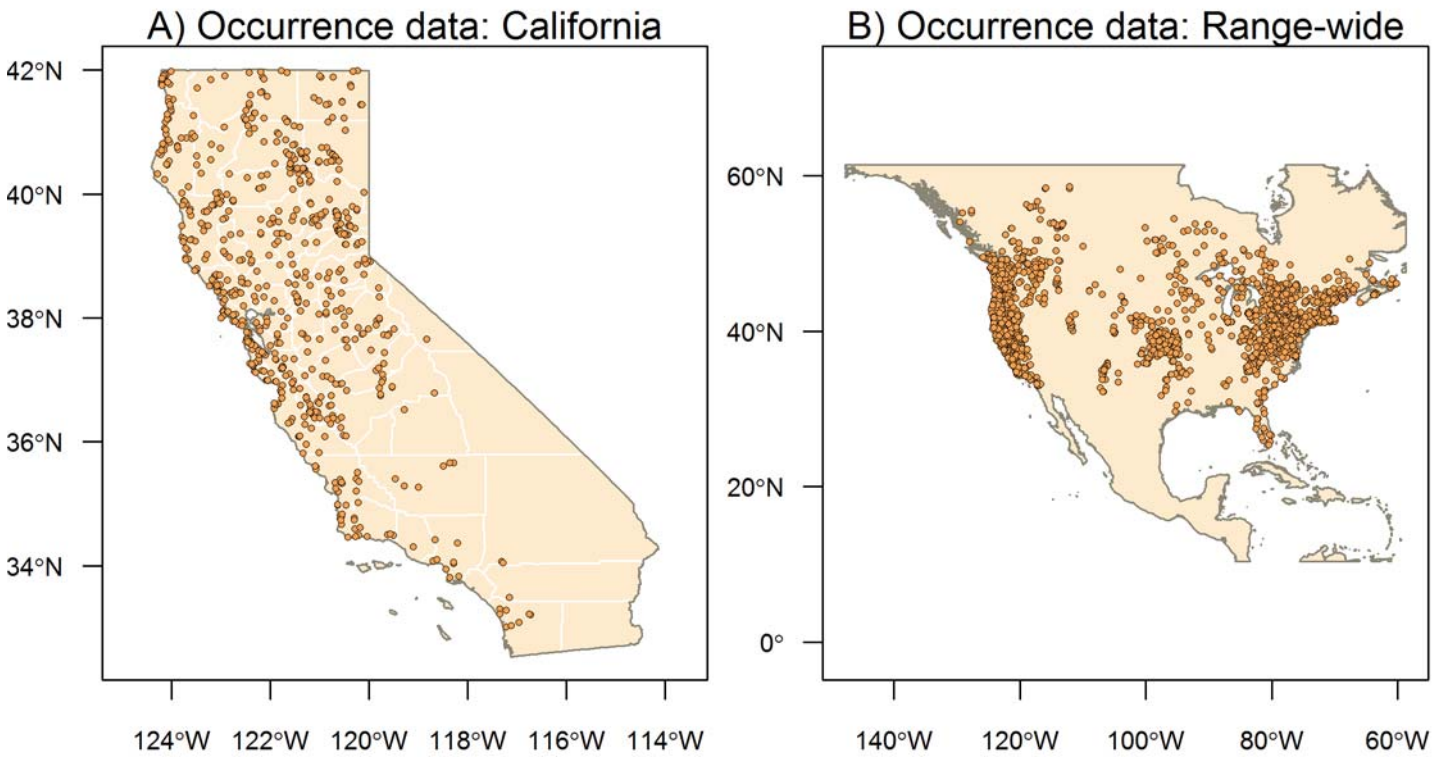 A) Occurrence data: California
B) Occurrence data: Range-wide
42°N
40°N
38°N
36°N
34°N
124°W 122°W 120°W 118°W 116°W 114°W
60°N
40°N
20°N
0°
140°W 120°W 100°W 80°W 60°W